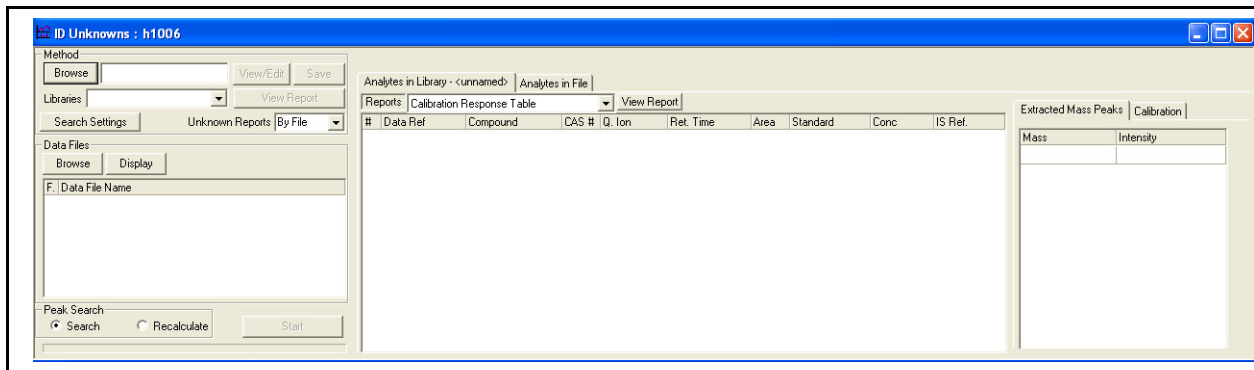 ID Unknowns : h1006
Method
Browse View/Edit Save
Libraries View Report
Search Settings Unknown Reports By File
Data Files
Browse Display
F. Data File Name
Peak Search
Search Recalculate Start
Analytes in Library - <unnamed> Analytes in File
Reports Calibration Response Table View Report
# Data Ref Compound CAS # Q. Ion Ret. Time Area Standard Conc IS Ref.
Extracted Mass Peaks Calibration
Mass Intensity